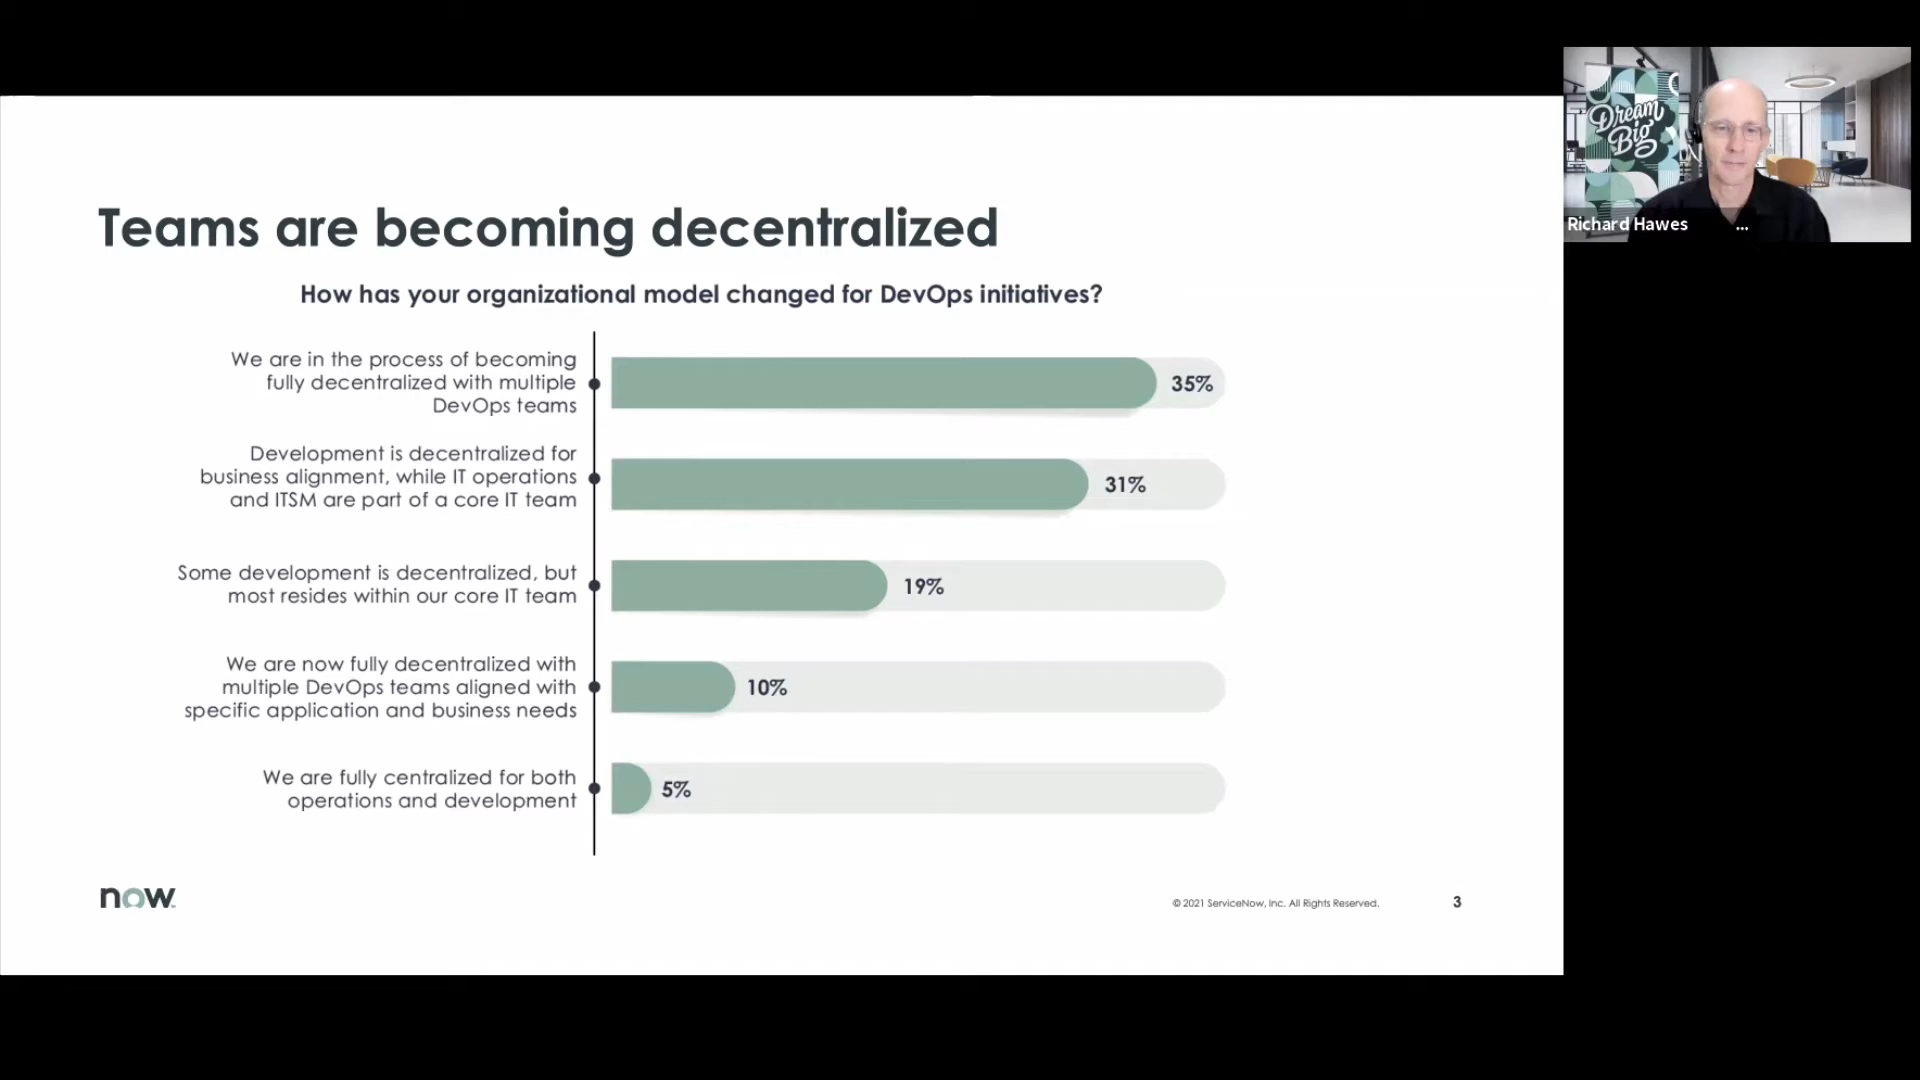 Teams are becoming decentralized
How has your organizational model changed for DevOps initiatives?
We are in the process of becoming
fully decentralized with multiple
DevOps teams
35%
Development is decentralized for
business alignment, while IT operations
and ITSM are part of a core IT team
31%
Some development is decentralized, but
most resides within our core IT team
19%
We are now fully decentralized with
multiple DevOps teams aligned with
specific application and business needs
10%
We are fully centralized for both
operations and development
5%
now
© 2021 ServiceNow, Inc. All Rights Reserved.
3
Dream
Big
Richard Hawes
...